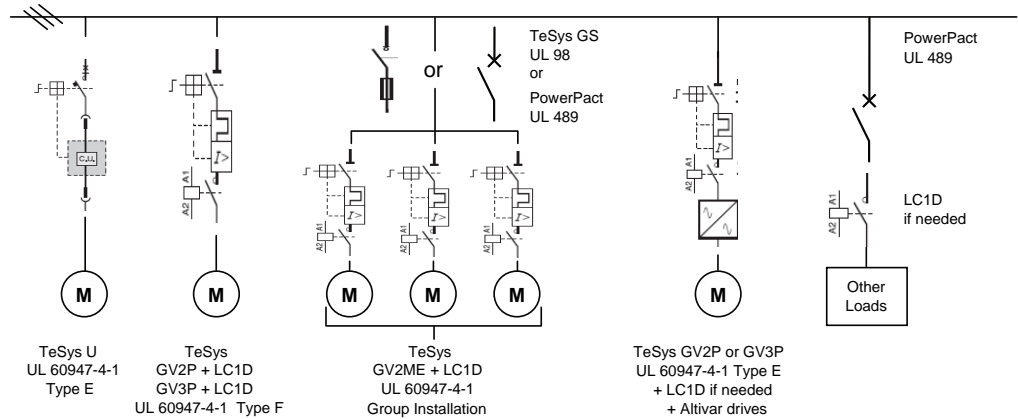 or
TeSys GS
UL 98
or
PowerPact
UL 489
PowerPact
UL 489
C.U.
A1
A2
A1
A2
A1
A2
A1
A2
A1
A2
A1
A2
LC1D
if needed
M
M
M
M
M
M
Other
Loads
TeSys U
UL 60947-4-1
Type E
TeSys
GV2P + LC1D
GV3P + LC1D
UL 60947-4-1 Type F
TeSys
GV2ME + LC1D
UL 60947-4-1
Group Installation
TeSys GV2P or GV3P
UL 60947-4-1 Type E
+ LC1D if needed
+ Altivar drives